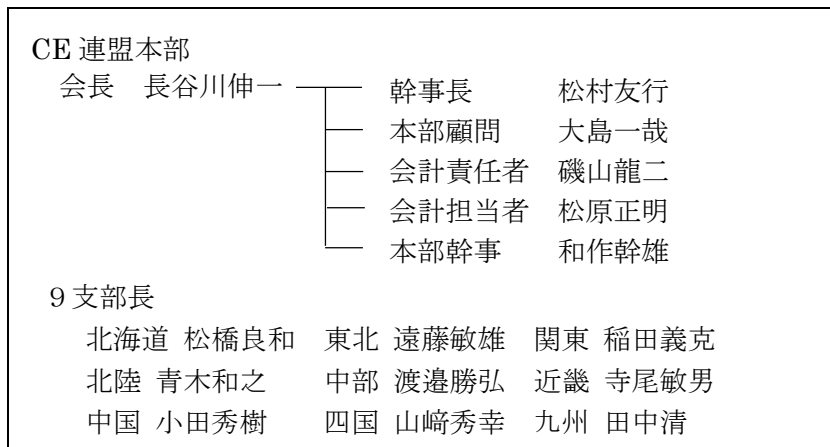 CE 連盟本部
会長 長谷川伸一 幹事長 松村友行
本部顧問 大島一哉
会計責任者 磯山龍二
会計担当者 松原正明
本部幹事 和作幹雄
９支部長
北海道 松橋良和 東北 遠藤敏雄 関東 稲田義克
北陸 青木和之 中部 渡邉勝弘 近畿 寺尾敏男
中国 小田秀樹 四国 山﨑秀幸 九州 田中清